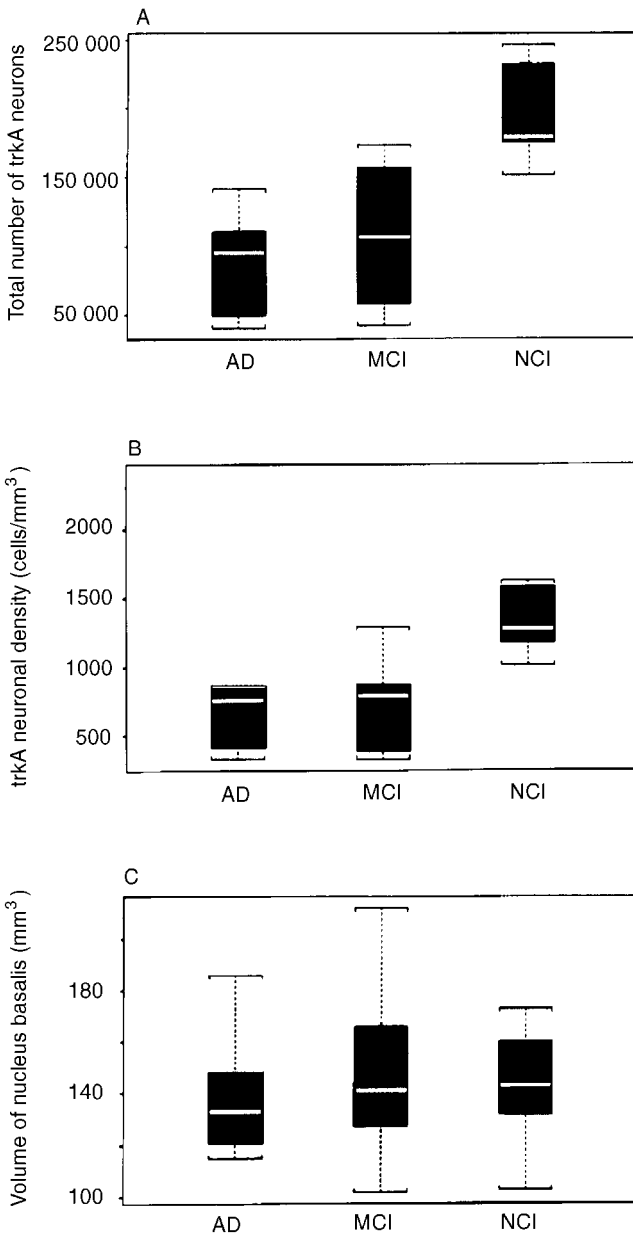 A
Total number of trkA neurons
250 000
150 000
50 000
AD MCI NCI
B
trkA neuronal density (cells/mm³)
2000
1500
1000
500
AD MCI NCI
C
Volume of nucleus basalis (mm³)
180
140
100
AD MCI NCI